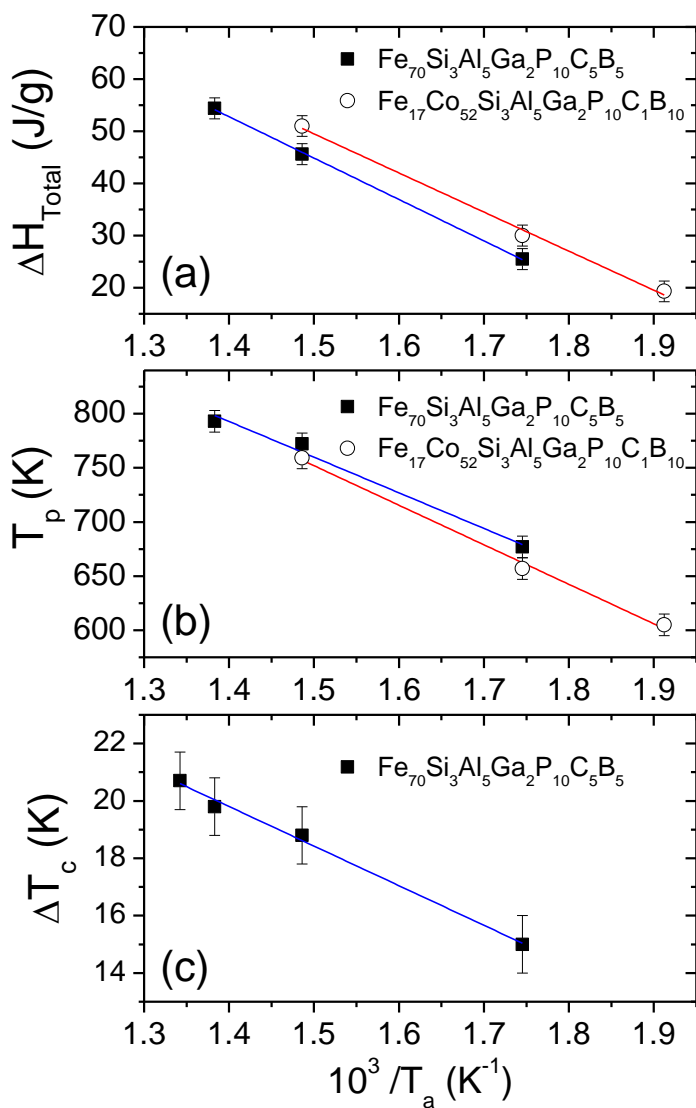 70
60
50
40
30
20
ΔH_Total (J/g)
Fe₇₀Si₃Al₅Ga₂P₁₀C₅B₅
Fe₁₇Co₅₂Si₃Al₅Ga₂P₁₀C₁B₁₀
(a)
1.3 1.4 1.5 1.6 1.7 1.8 1.9
800
750
700
650
600
T_p (K)
Fe₇₀Si₃Al₅Ga₂P₁₀C₅B₅
Fe₁₇Co₅₂Si₃Al₅Ga₂P₁₀C₁B₁₀
(b)
1.3 1.4 1.5 1.6 1.7 1.8 1.9
22
20
18
16
14
ΔT_c (K)
Fe₇₀Si₃Al₅Ga₂P₁₀C₅B₅
(c)
1.3 1.4 1.5 1.6 1.7 1.8 1.9
10³ /T_a (K⁻¹)